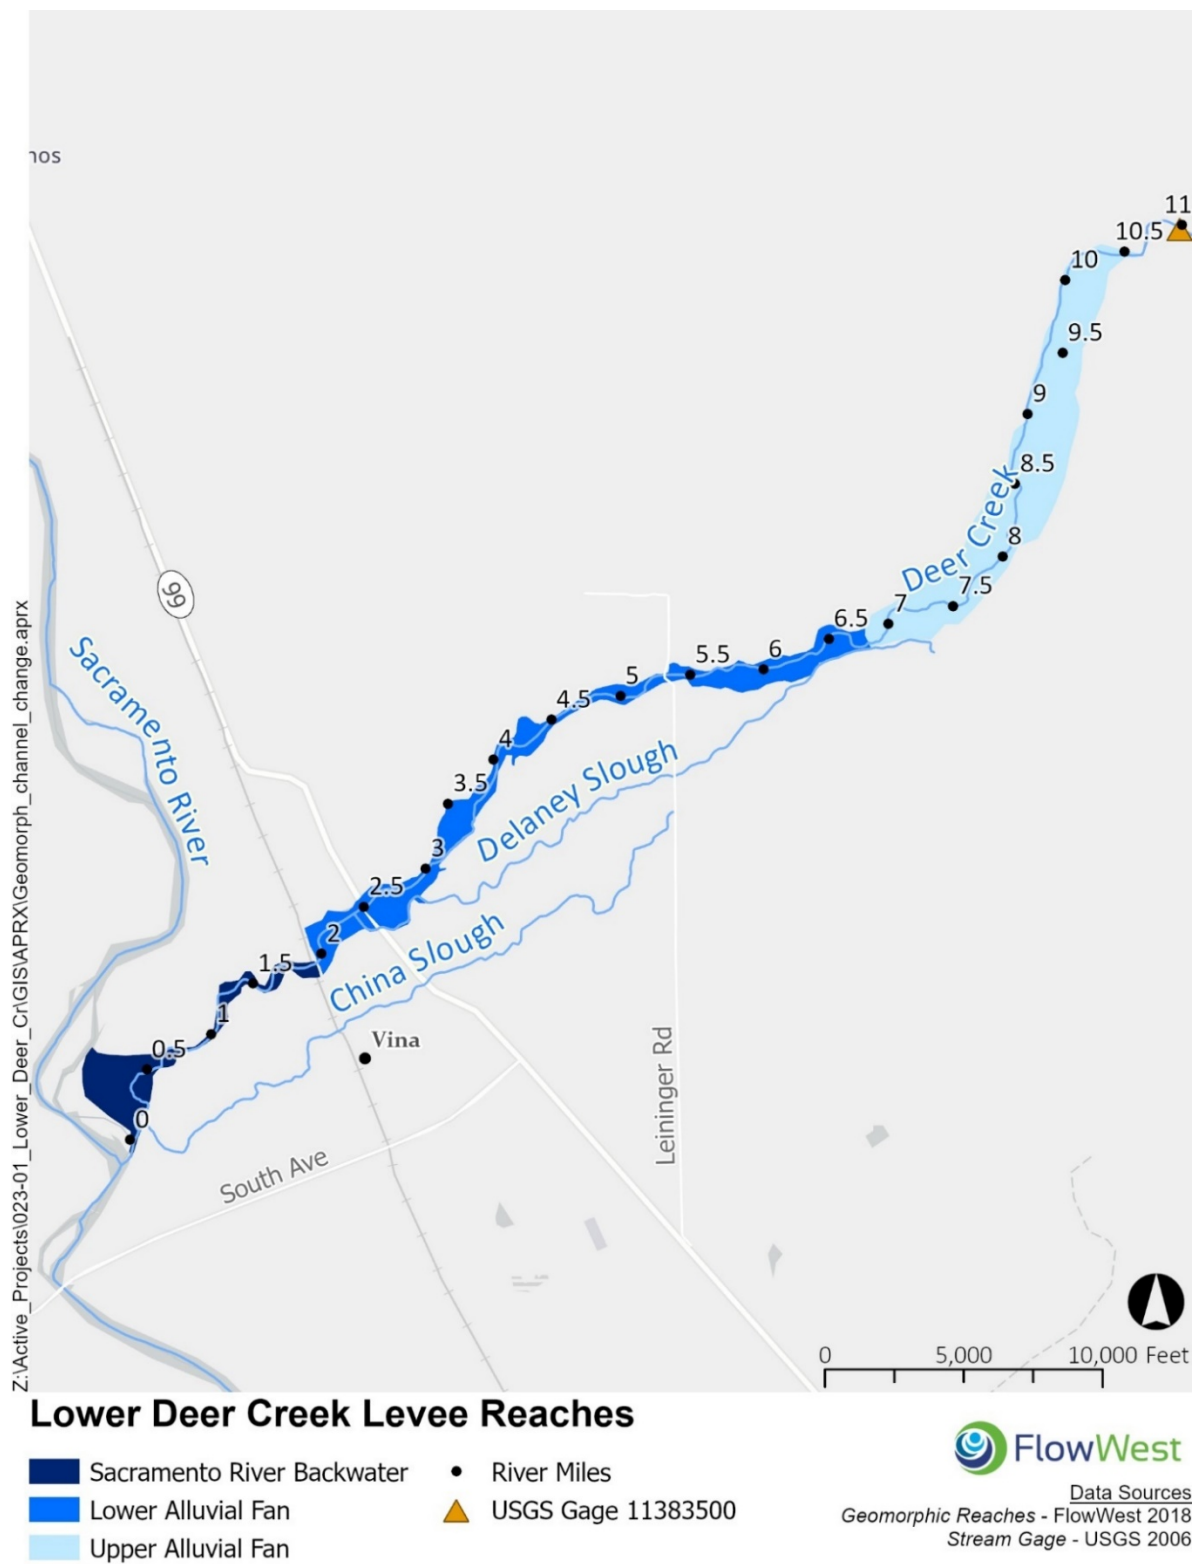 nos
11
10.5
10
9.5
9
8.5
Deer Creek
8
7.5
7
6.5
6
5.5
5
4.5
4
3.5
3
2.5
2
1.5
1
0.5
0
99
Sacramento River
Delaney Slough
China Slough
Vina
Leininger Rd
South Ave
0 5,000 10,000 Feet
Z:\Active_Projects\023-01_Lower_Deer_Cr\GIS\APRX\Geomorph_channel_change.aprx
Lower Deer Creek Levee Reaches
Sacramento River Backwater
Lower Alluvial Fan
Upper Alluvial Fan
River Miles
USGS Gage 11383500
FlowWest
Data Sources
Geomorphic Reaches - FlowWest 2018
Stream Gage - USGS 2006